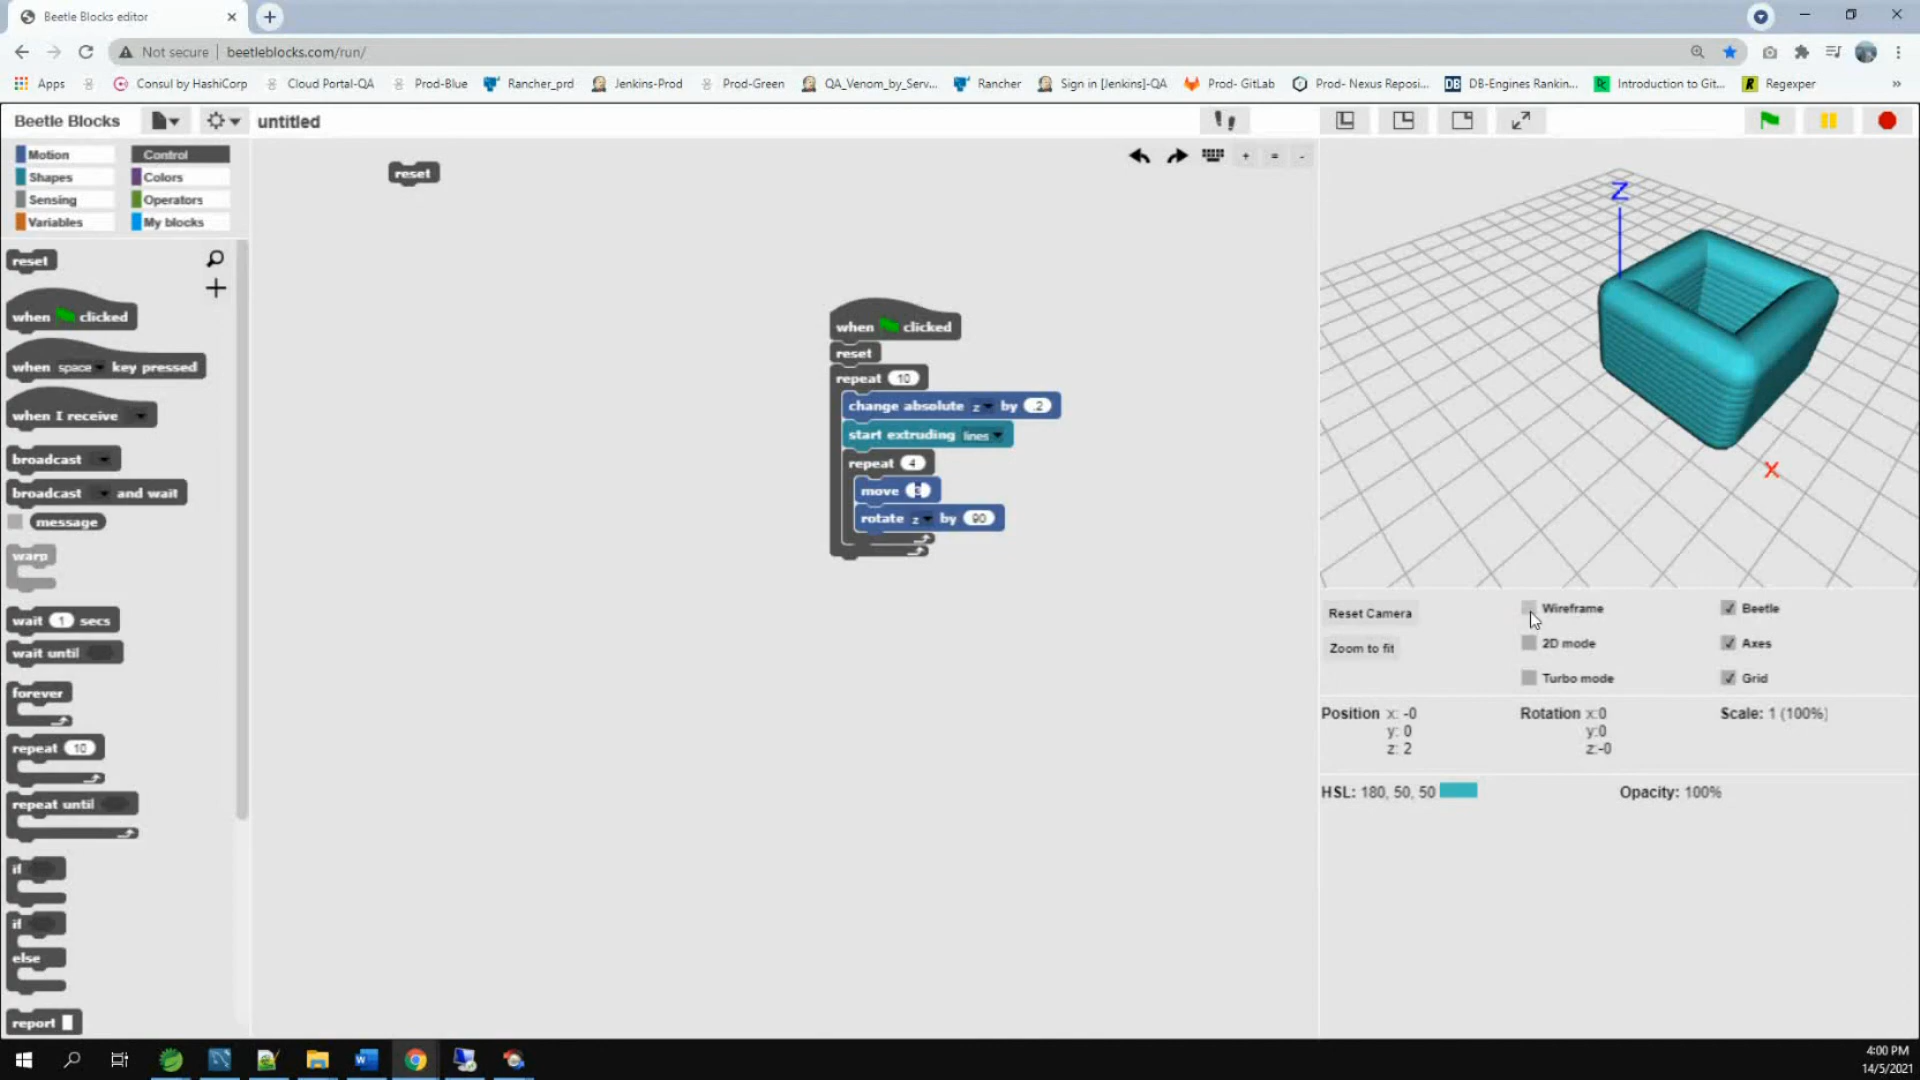 Beetle Blocks editor
Not secure beetleblocks.com/run/
Apps Consul by HashiCorp Cloud Portal-QA Prod-Blue Rancher_prd Jenkins-Prod Prod-Green QA_Venom_by_Serv... Rancher Sign in [Jenkins]-QA Prod- GitLab Prod- Nexus Reposi... DB-Engines Rankin... Introduction to Git... Regexper »
Beetle Blocks untitled
Motion Control
Shapes Colors
Sensing Operators
Variables My blocks
reset
when clicked
when space key pressed
when I receive
broadcast
broadcast and wait
message
warp
wait 1 secs
wait until
forever
repeat 10
repeat until
if
if
else
report
reset
+ = -
when clicked
reset
repeat 10
change absolute z by .2
start extruding lines
repeat 4
move 3
rotate z by 90
Z
X
Reset Camera Wireframe Beetle
Zoom to fit 2D mode Axes
Turbo mode Grid
Position x: -0 Rotation x:0 Scale: 1 (100%)
y: 0 y:0
z: 2 z:-0
HSL: 180, 50, 50 Opacity: 100%
4:00 PM
14/5/2021